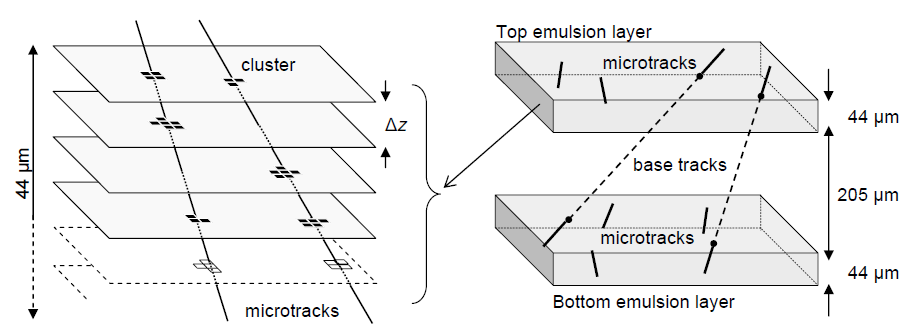 44 µm
cluster
Δz
microtracks
Top emulsion layer
microtracks
44 µm
base tracks
205 µm
microtracks
44 µm
Bottom emulsion layer